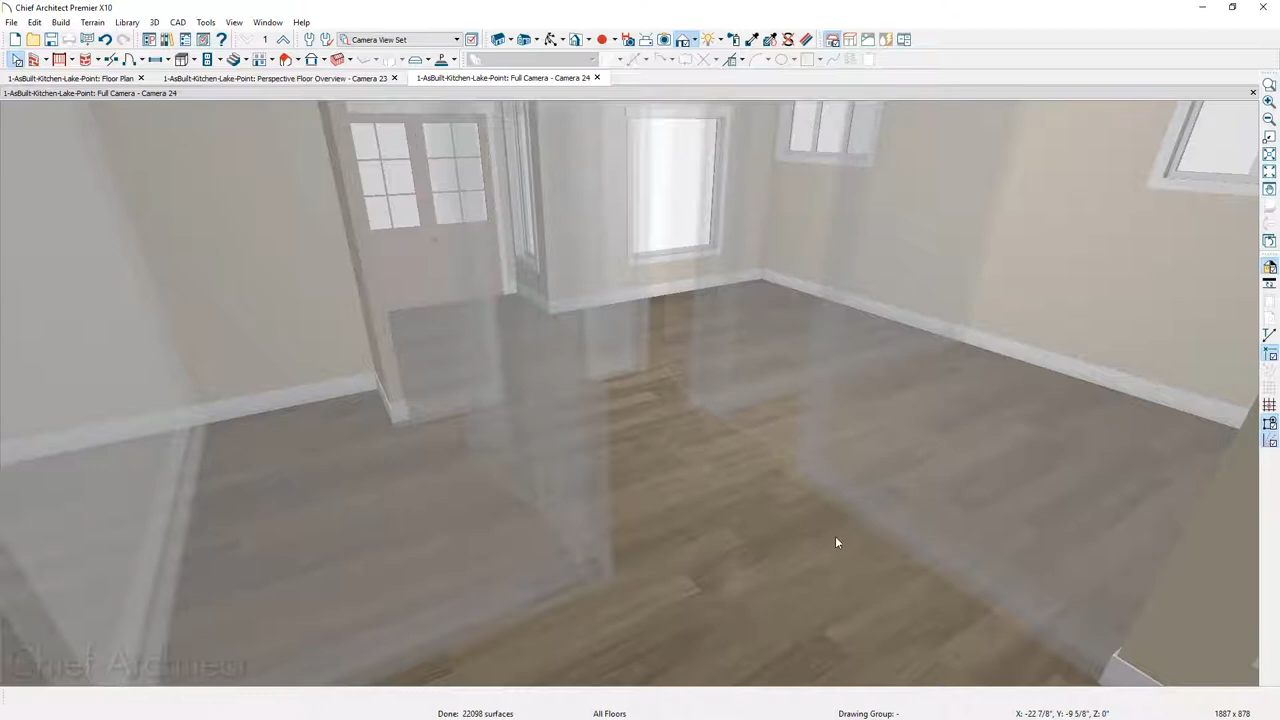 Chief Architect Premier X10
File Edit Build Terrain Library 3D CAD Tools View Window Help
1 Camera View Set
1-AsBuilt-Kitchen-Lake-Point: Floor Plan 1-AsBuilt-Kitchen-Lake-Point: Perspective Floor Overview - Camera 23 1-AsBuilt-Kitchen-Lake-Point: Full Camera - Camera 24
1-AsBuilt-Kitchen-Lake-Point: Full Camera - Camera 24
Chief Architect
Done: 22098 surfaces All Floors Drawing Group: - X: -22 7/8", Y: -9 5/8", Z: 0" 1887 x 878